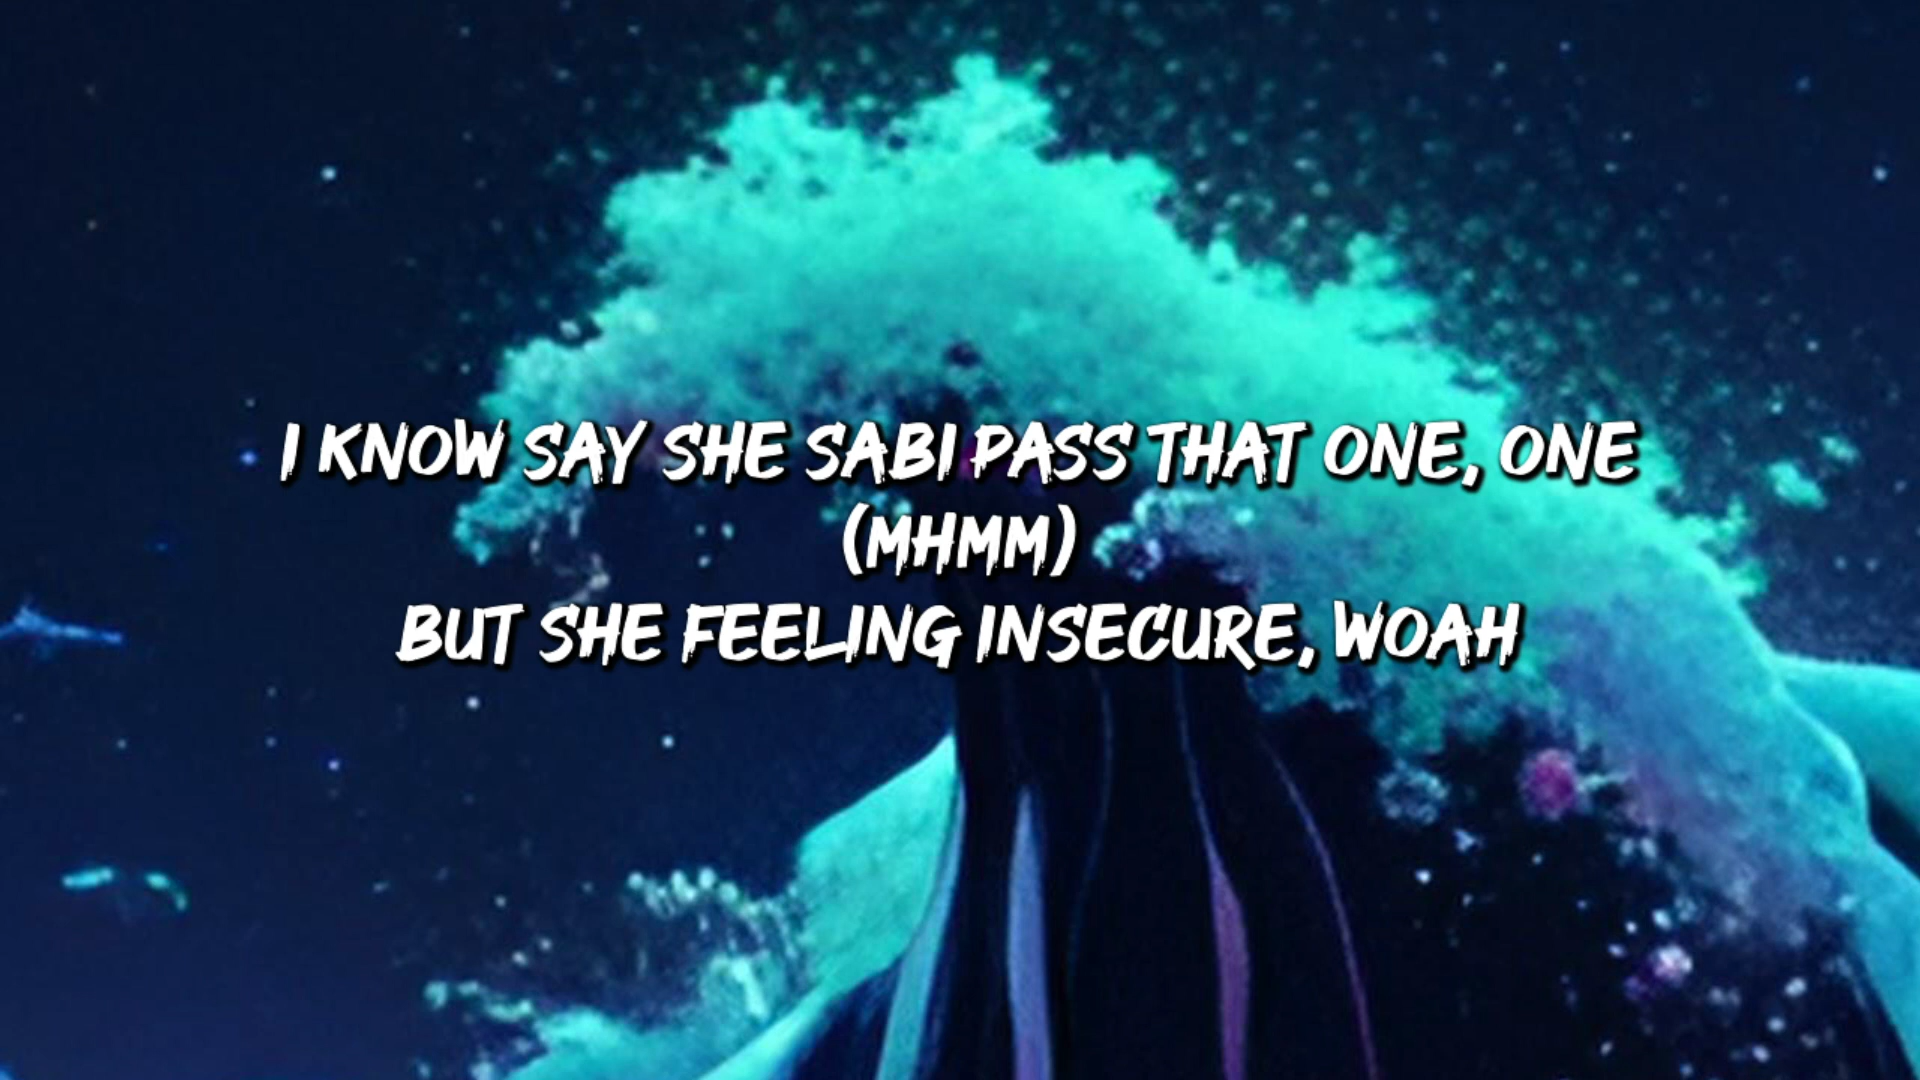 I KNOW SAY SHE SABI PASS THAT ONE, ONE
(MHMM)
BUT SHE FEELING INSECURE, WOAH